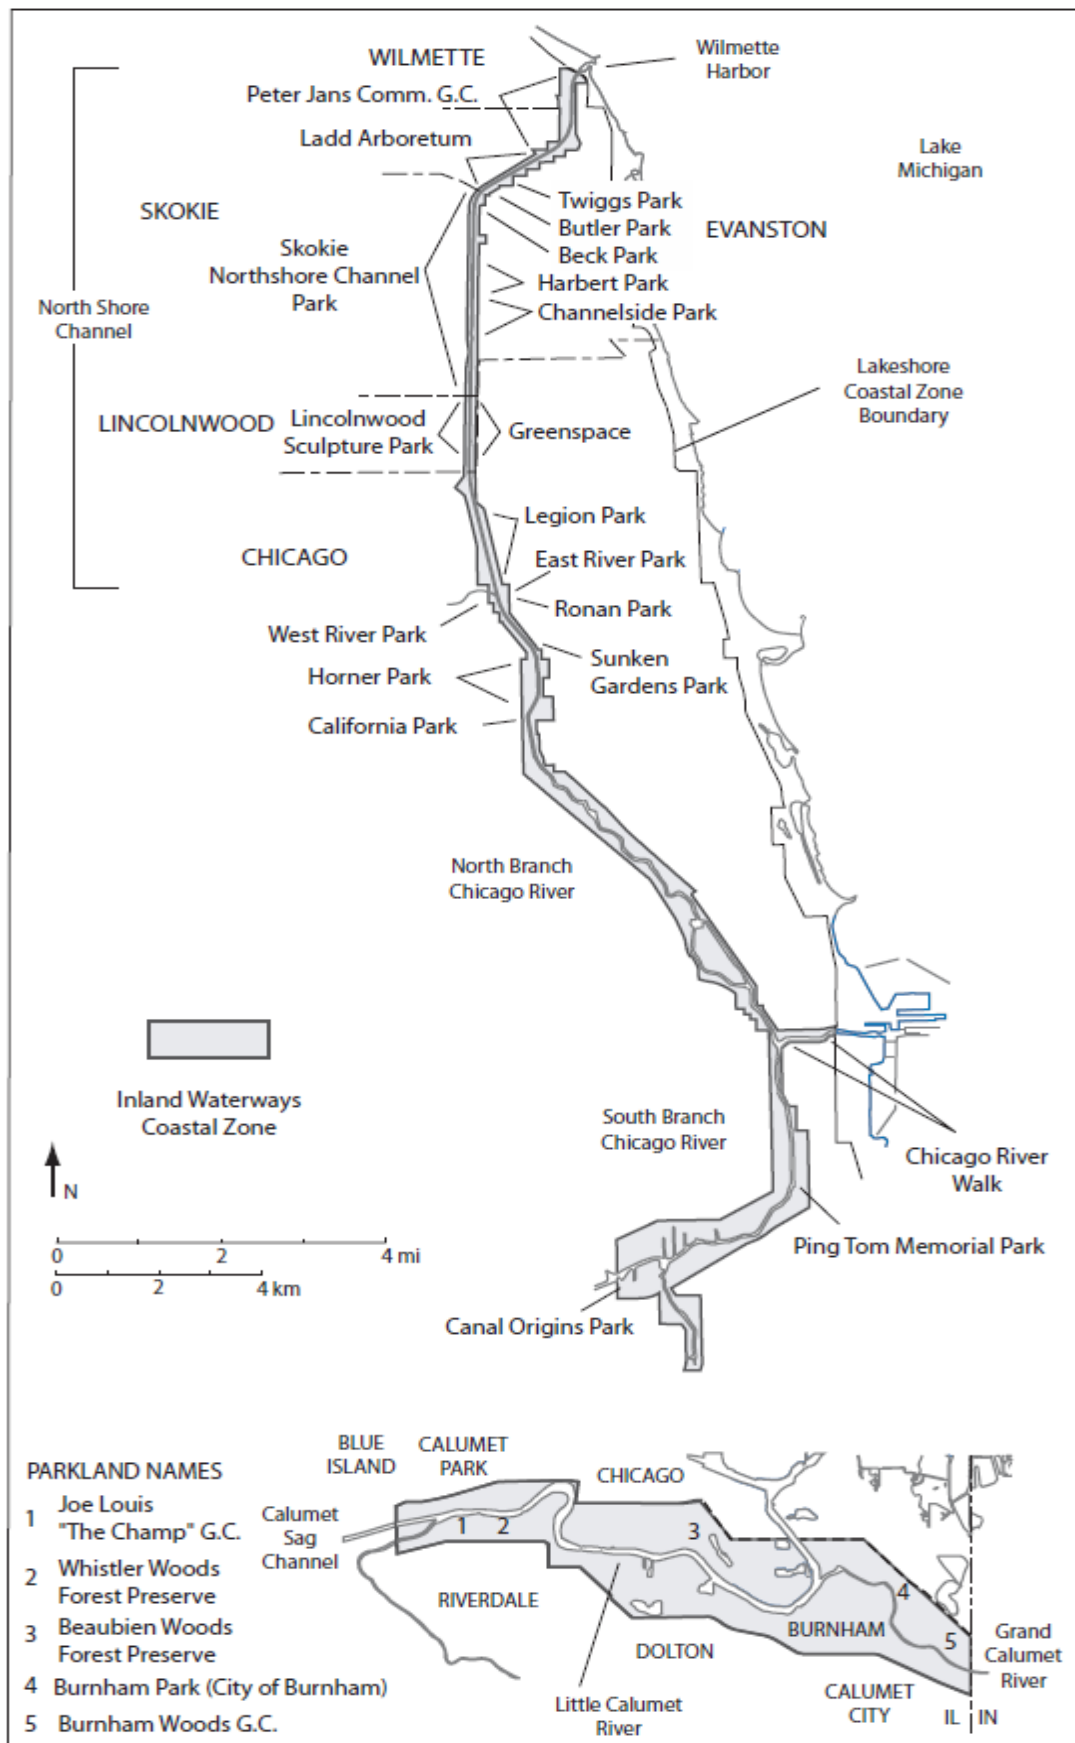 WILMETTE
Wilmette
Harbor
Peter Jans Comm. G.C.
Ladd Arboretum
Lake
Michigan
SKOKIE
Twiggs Park
Butler Park
EVANSTON
Beck Park
Skokie
Northshore Channel
Park
Harbert Park
Channelside Park
North Shore
Channel
Lakeshore
Coastal Zone
Boundary
LINCOLNWOOD
Lincolnwood
Sculpture Park
Greenspace
Legion Park
CHICAGO
East River Park
Ronan Park
West River Park
Sunken
Gardens Park
Horner Park
California Park
North Branch
Chicago River
Inland Waterways
Coastal Zone
South Branch
Chicago River
Chicago River
Walk
N
0 2 4 mi
0 2 4 km
Ping Tom Memorial Park
Canal Origins Park
PARKLAND NAMES
1 Joe Louis
"The Champ" G.C.
2 Whistler Woods
Forest Preserve
3 Beaubien Woods
Forest Preserve
4 Burnham Park (City of Burnham)
5 Burnham Woods G.C.
BLUE
ISLAND
CALUMET
PARK
CHICAGO
Calumet
Sag
Channel
1
2
3
4
5
RIVERDALE
BURNHAM
DOLTON
Grand
Calumet
River
Little Calumet
River
CALUMET
CITY
IL IN